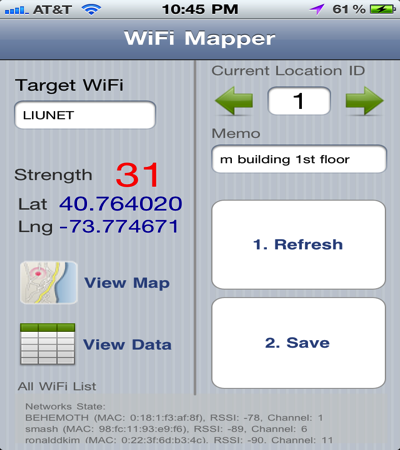 AT&T 10:45 PM 61%
WiFi Mapper
Target WiFi
LIUNET
Strength 31
Lat 40.764020
Lng -73.774671
View Map
View Data
All WiFi List
Current Location ID
1
Memo
m building 1st floor
1. Refresh
2. Save
Networks State:
BEHEMOTH (MAC: 0:18:1:f3:af:8f), RSSI: -78, Channel: 1
smash (MAC: 98:fc:11:93:e9:f6), RSSI: -89, Channel: 6
ronalddkim (MAC: 0:22:3f:6d:b3:4c), RSSI: -90, Channel: 11